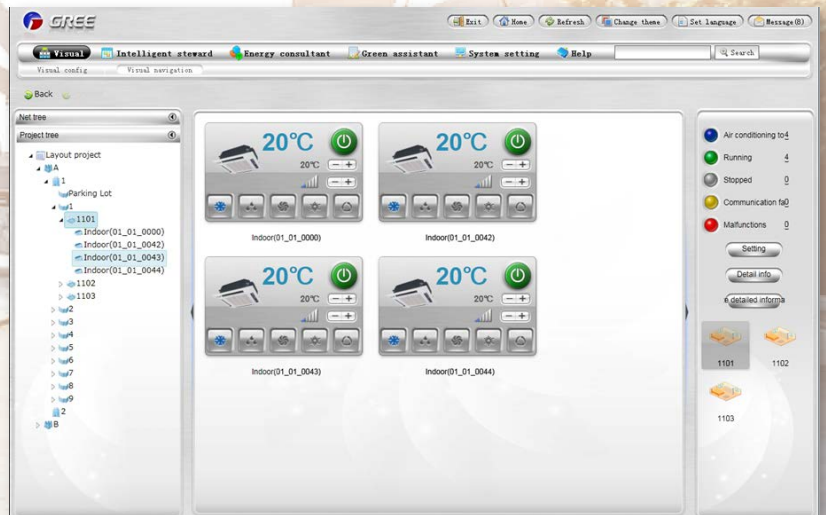 GREE
Exit Home Refresh Change theme Set language Message(0)
Visual Intelligent steward Energy consultant Green assistant System setting Help Search
Visual config Visual navigation
Back
Net tree
Project tree
Layout project
A
1
Parking Lot
1
1101
Indoor(01_01_0000)
Indoor(01_01_0042)
Indoor(01_01_0043)
Indoor(01_01_0044)
1102
1103
2
3
4
5
6
7
8
9
2
B
20°C
20°C
Indoor(01_01_0000)
20°C
20°C
Indoor(01_01_0042)
20°C
20°C
Indoor(01_01_0043)
20°C
20°C
Indoor(01_01_0044)
Air conditioning to 4
Running 4
Stopped 0
Communication fa 0
Malfunctions 0
Setting
Detail info
e detailed informa
1101 1102
1103